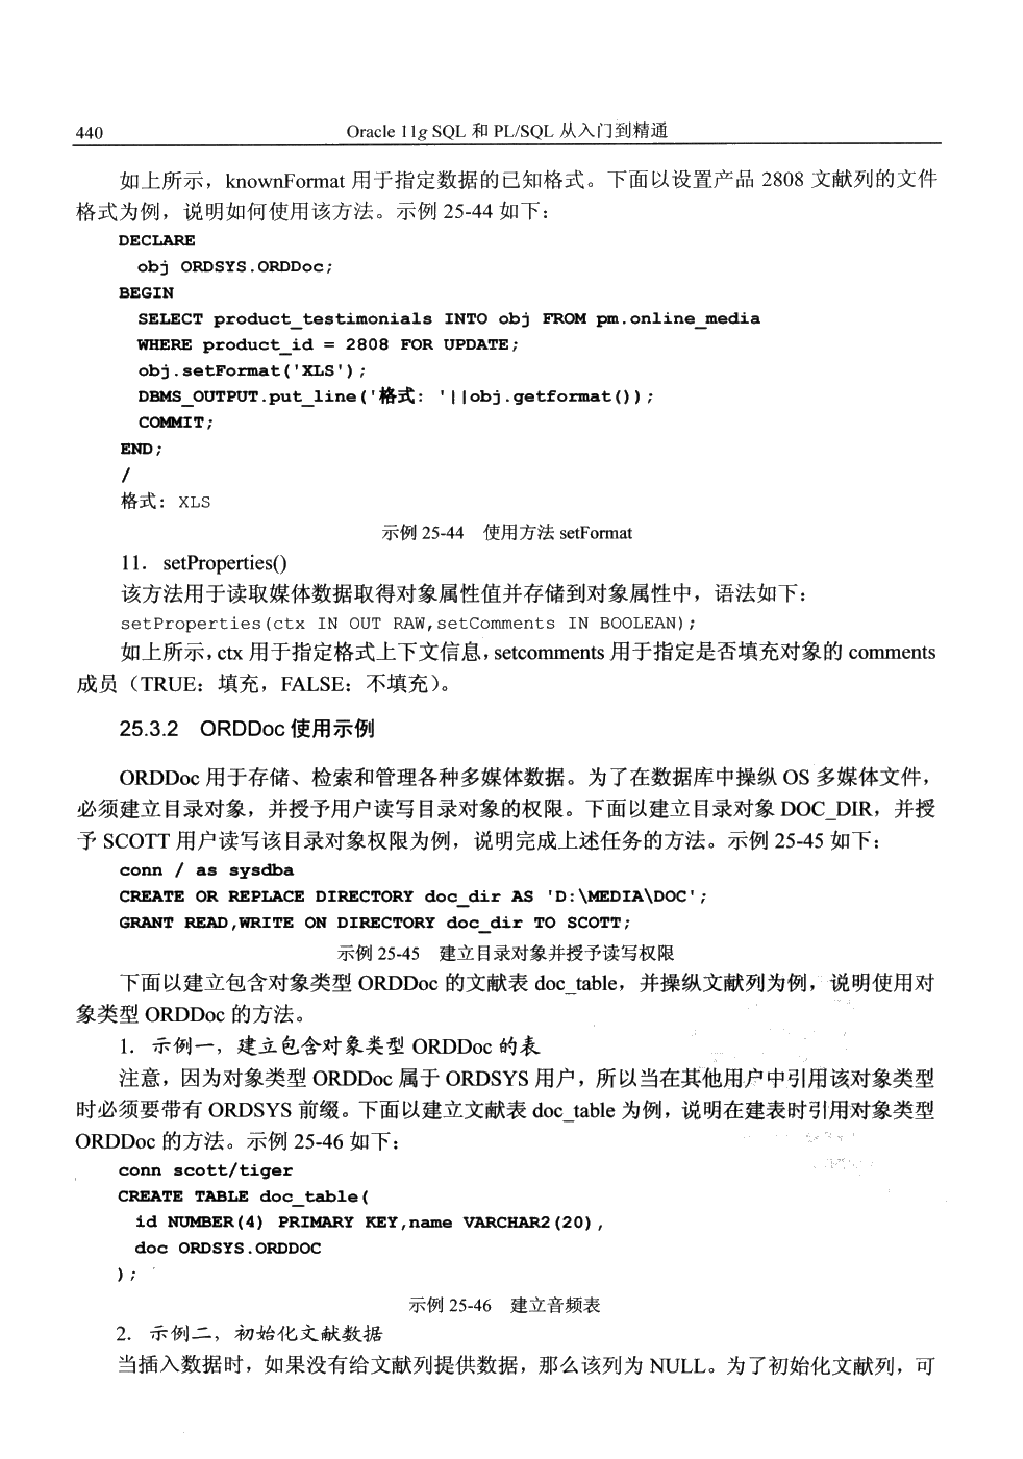 440 Oracle 11g SQL 和 PL/SQL 从入门到精通
如上所示，knownFormat 用于指定数据的已知格式。下面以设置产品 2808 文献列的文件
格式为例，说明如何使用该方法。示例 25-44 如下：
DECLARE
obj ORDSYS.ORDDoc;
BEGIN
SELECT product_testimonials INTO obj FROM pm.online_media
WHERE product_id = 2808 FOR UPDATE;
obj.setFormat('XLS');
DBMS_OUTPUT.put_line('格式: '||obj.getformat());
COMMIT;
END;
/
格式: XLS
示例 25-44 使用方法 setFormat
11. setProperties()
该方法用于读取媒体数据取得对象属性值并存储到对象属性中，语法如下：
setProperties(ctx IN OUT RAW,setComments IN BOOLEAN);
如上所示，ctx 用于指定格式上下文信息，setcomments 用于指定是否填充对象的 comments
成员（TRUE：填充，FALSE：不填充）。
25.3.2 ORDDoc 使用示例
ORDDoc 用于存储、检索和管理各种多媒体数据。为了在数据库中操纵 OS 多媒体文件，
必须建立目录对象，并授予用户读写目录对象的权限。下面以建立目录对象 DOC_DIR，并授
予 SCOTT 用户读写该目录对象权限为例，说明完成上述任务的方法。示例 25-45 如下：
conn / as sysdba
CREATE OR REPLACE DIRECTORY doc_dir AS 'D:\MEDIA\DOC';
GRANT READ,WRITE ON DIRECTORY doc_dir TO SCOTT;
示例 25-45 建立目录对象并授予读写权限
下面以建立包含对象类型 ORDDoc 的文献表 doc_table，并操纵文献列为例，说明使用对
象类型 ORDDoc 的方法。
1. 示例一，建立包含对象类型 ORDDoc 的表
注意，因为对象类型 ORDDoc 属于 ORDSYS 用户，所以当在其他用户中引用该对象类型
时必须要带有 ORDSYS 前缀。下面以建立文献表 doc_table 为例，说明在建表时引用对象类型
ORDDoc 的方法。示例 25-46 如下：
conn scott/tiger
CREATE TABLE doc_table(
id NUMBER(4) PRIMARY KEY,name VARCHAR2(20),
doc ORDSYS.ORDDOC
);
示例 25-46 建立音频表
2. 示例二，初始化文献数据
当插入数据时，如果没有给文献列提供数据，那么该列为 NULL。为了初始化文献列，可